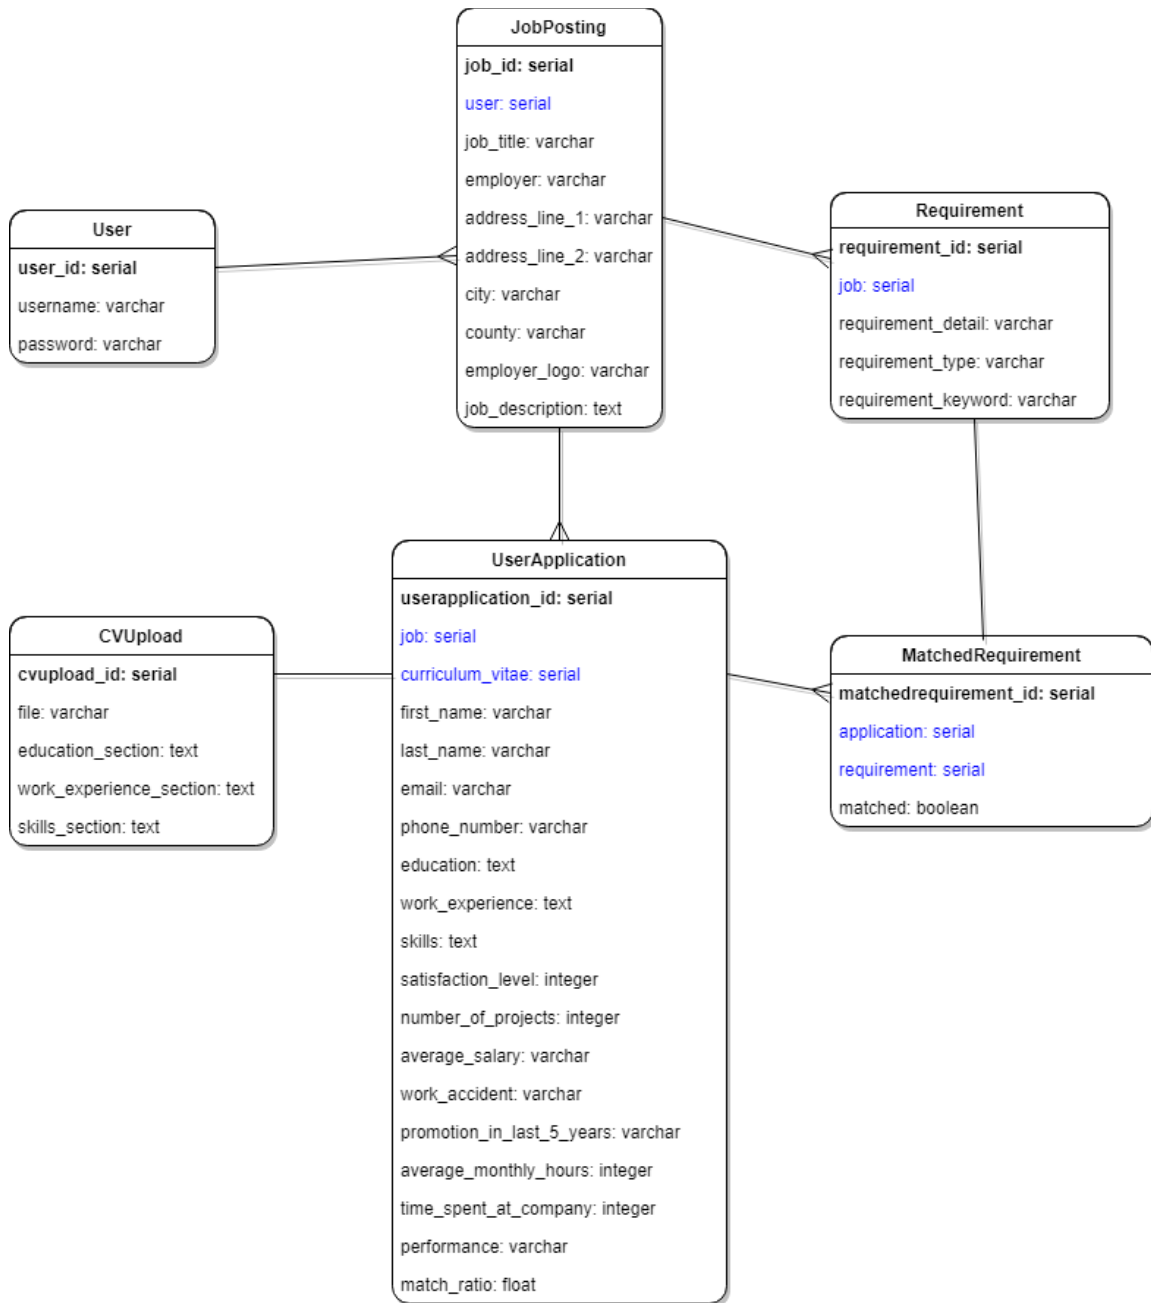 JobPosting
job_id: serial
user: serial
job_title: varchar
employer: varchar
address_line_1: varchar
address_line_2: varchar
city: varchar
county: varchar
employer_logo: varchar
job_description: text
User
user_id: serial
username: varchar
password: varchar
Requirement
requirement_id: serial
job: serial
requirement_detail: varchar
requirement_type: varchar
requirement_keyword: varchar
UserApplication
userapplication_id: serial
job: serial
curriculum_vitae: serial
first_name: varchar
last_name: varchar
email: varchar
phone_number: varchar
education: text
work_experience: text
skills: text
satisfaction_level: integer
number_of_projects: integer
average_salary: varchar
work_accident: varchar
promotion_in_last_5_years: varchar
average_monthly_hours: integer
time_spent_at_company: integer
performance: varchar
match_ratio: float
CVUpload
cvupload_id: serial
file: varchar
education_section: text
work_experience_section: text
skills_section: text
MatchedRequirement
matchedrequirement_id: serial
application: serial
requirement: serial
matched: boolean